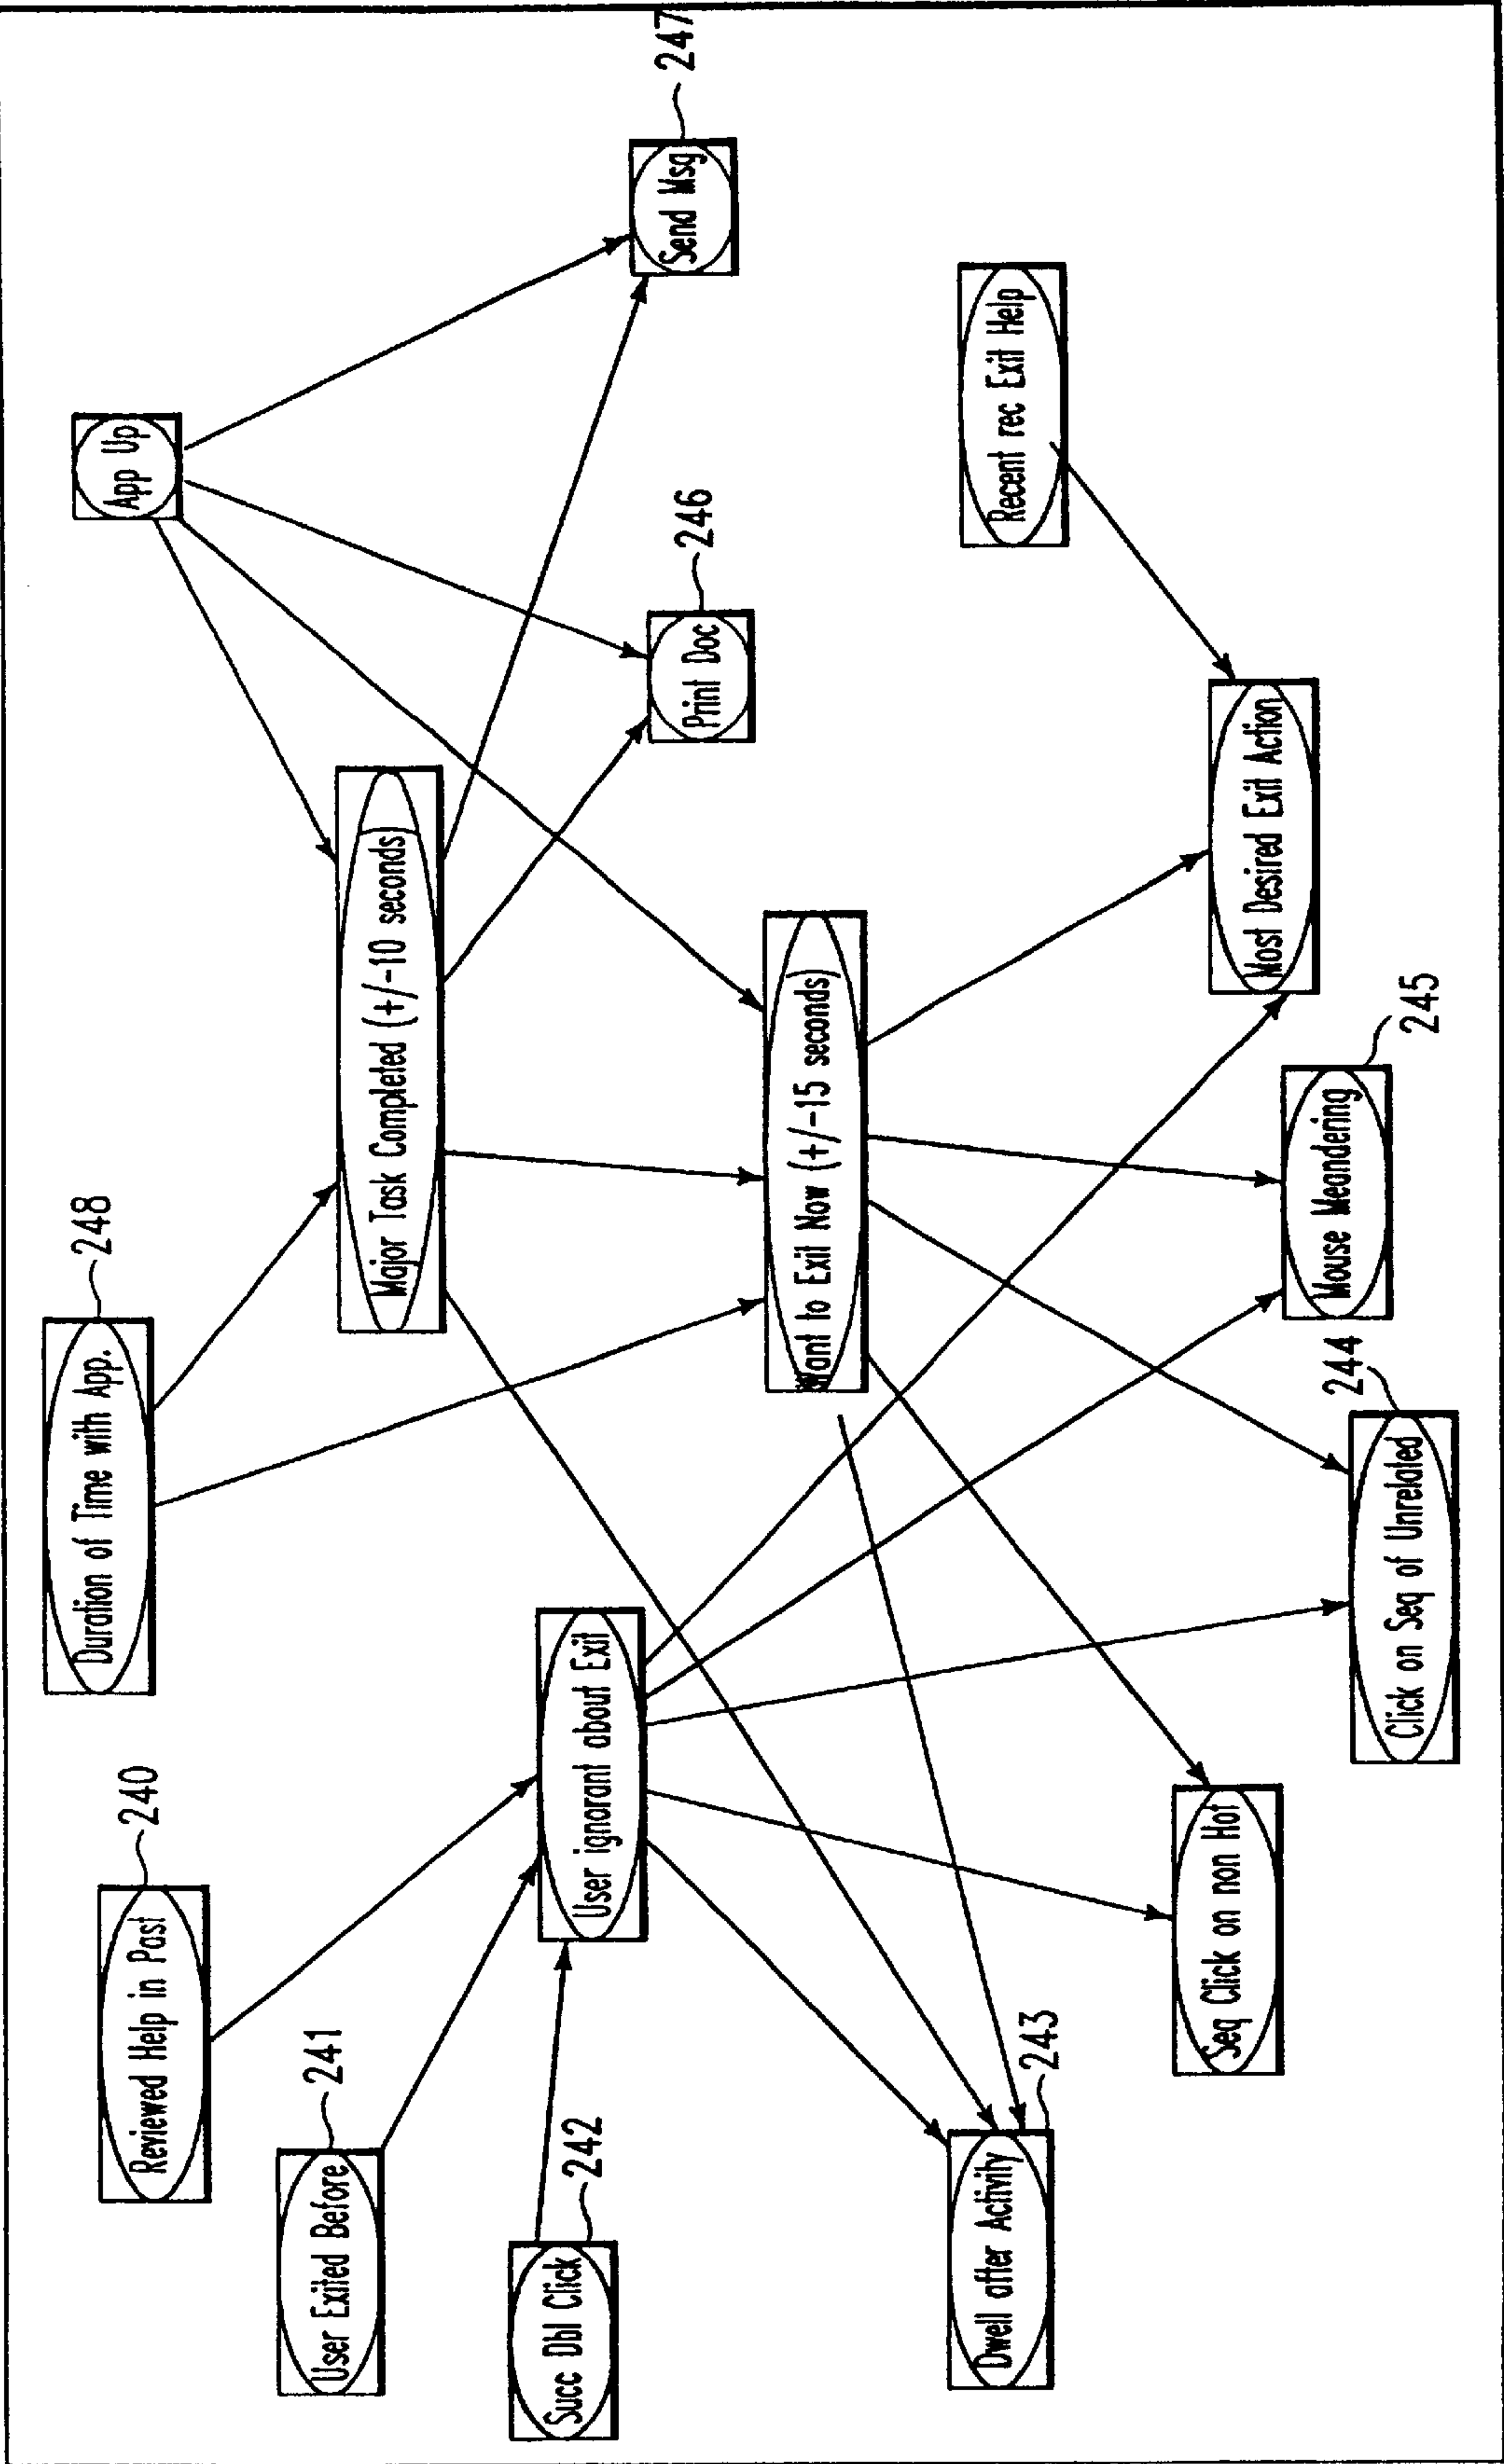 Duration of Time with App.
248
Reviewed Help in Past
240
App Up
User Exited Before
241
Major Task Completed (+/-10 seconds)
Succ Dbl Click
242
User ignorant about Exit
Print Doc
246
Send Msg
247
Want to Exit Now (+/-15 seconds)
Dwell after Activity
243
Recent rec Exit Help
Seq Click on non Hot
Most Desired Exit Action
Mouse Meandering
245
Click on Seq of Unrelated
244